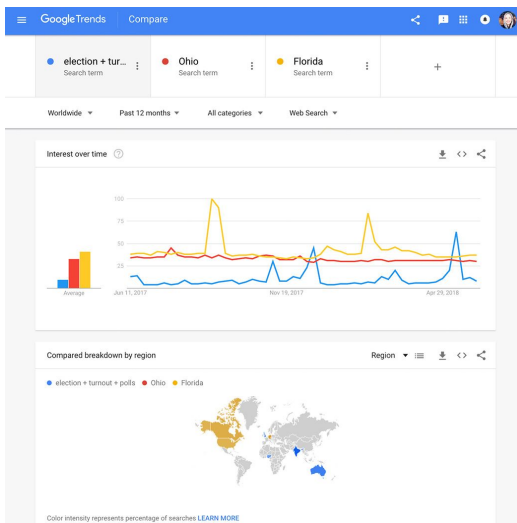 Google Trends Compare
election + tur... Ohio Florida
Search term Search term Search term
+
Worldwide Past 12 months All categories Web Search
Interest over time
100
75
50
25
Average Jun 11, 2017 Nov 19, 2017 Apr 29, 2018
Compared breakdown by region Region
election + turnout + polls Ohio Florida
Color intensity represents percentage of searches LEARN MORE